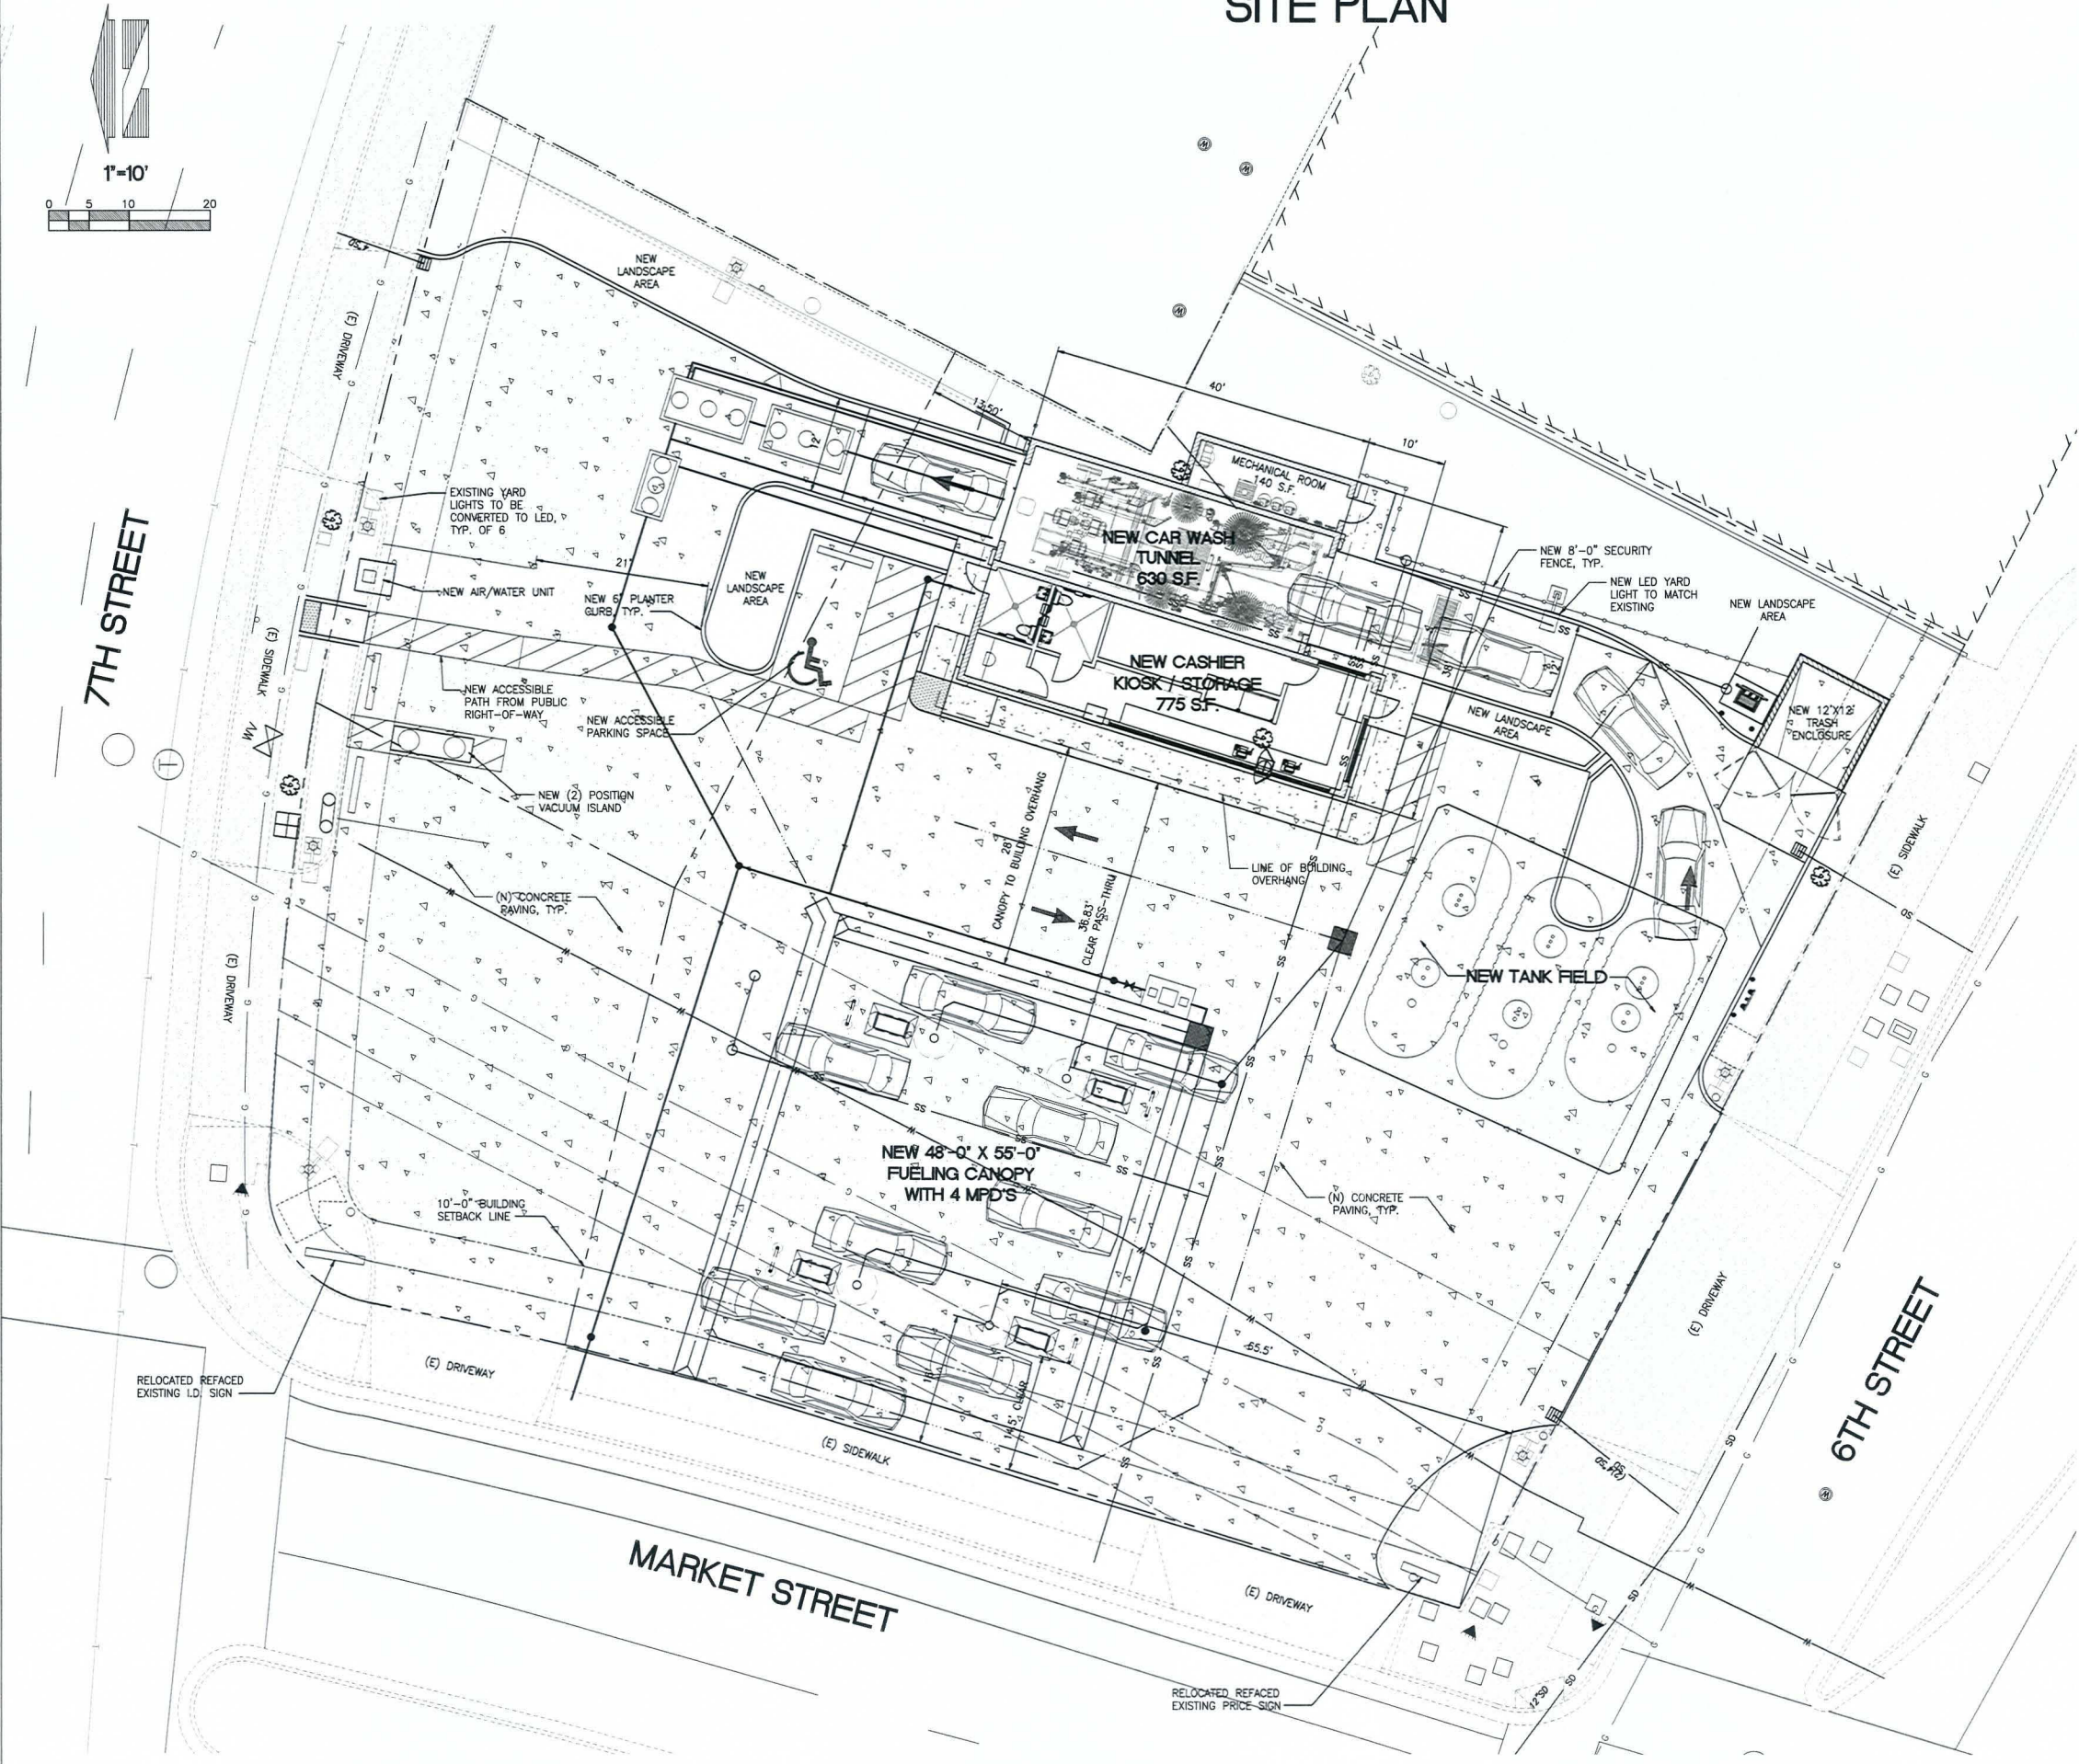 SITE PLAN
1"=10'
0 5 10 20
7TH STREET
6TH STREET
MARKET STREET
(E) DRIVEWAY
(E) SIDEWALK
(E) DRIVEWAY
NEW
LANDSCAPE
AREA
EXISTING YARD
LIGHTS TO BE
CONVERTED TO LED,
TYP. OF 6
NEW AIR/WATER UNIT
21'
NEW 6" PLANTER
CURB, TYP.
NEW
LANDSCAPE
AREA
NEW ACCESSIBLE
PATH FROM PUBLIC
RIGHT-OF-WAY
NEW ACCESSIBLE
PARKING SPACE
NEW (2) POSITION
VACUUM ISLAND
13.50'
12'
40'
10'
MECHANICAL ROOM
140 S.F.
NEW CAR WASH
TUNNEL
630 S.F.
NEW CASHIER
KIOSK / STORAGE
775 S.F.
38'
12'
NEW 8'-0" SECURITY
FENCE, TYP.
NEW LED YARD
LIGHT TO MATCH
EXISTING
NEW LANDSCAPE
AREA
NEW 12'X12'
TRASH
ENCLOSURE
NEW LANDSCAPE
AREA
(E) SIDEWALK
28'
CANOPY TO BUILDING OVERHANG
36.83'
CLEAR PASS-THRU
LINE OF BUILDING
OVERHANG
NEW TANK FIELD
(N) CONCRETE
PAVING, TYP.
NEW 48'-0" X 55'-0"
FUELING CANOPY
WITH 4 MPD'S
(N) CONCRETE
PAVING, TYP.
10'-0" BUILDING
SETBACK LINE
65.5'
14.5' CLEAR
RELOCATED REFACED
EXISTING I.D. SIGN
(E) DRIVEWAY
(E) SIDEWALK
(E) DRIVEWAY
(E) DRIVEWAY
RELOCATED REFACED
EXISTING PRICE SIGN
12"SD